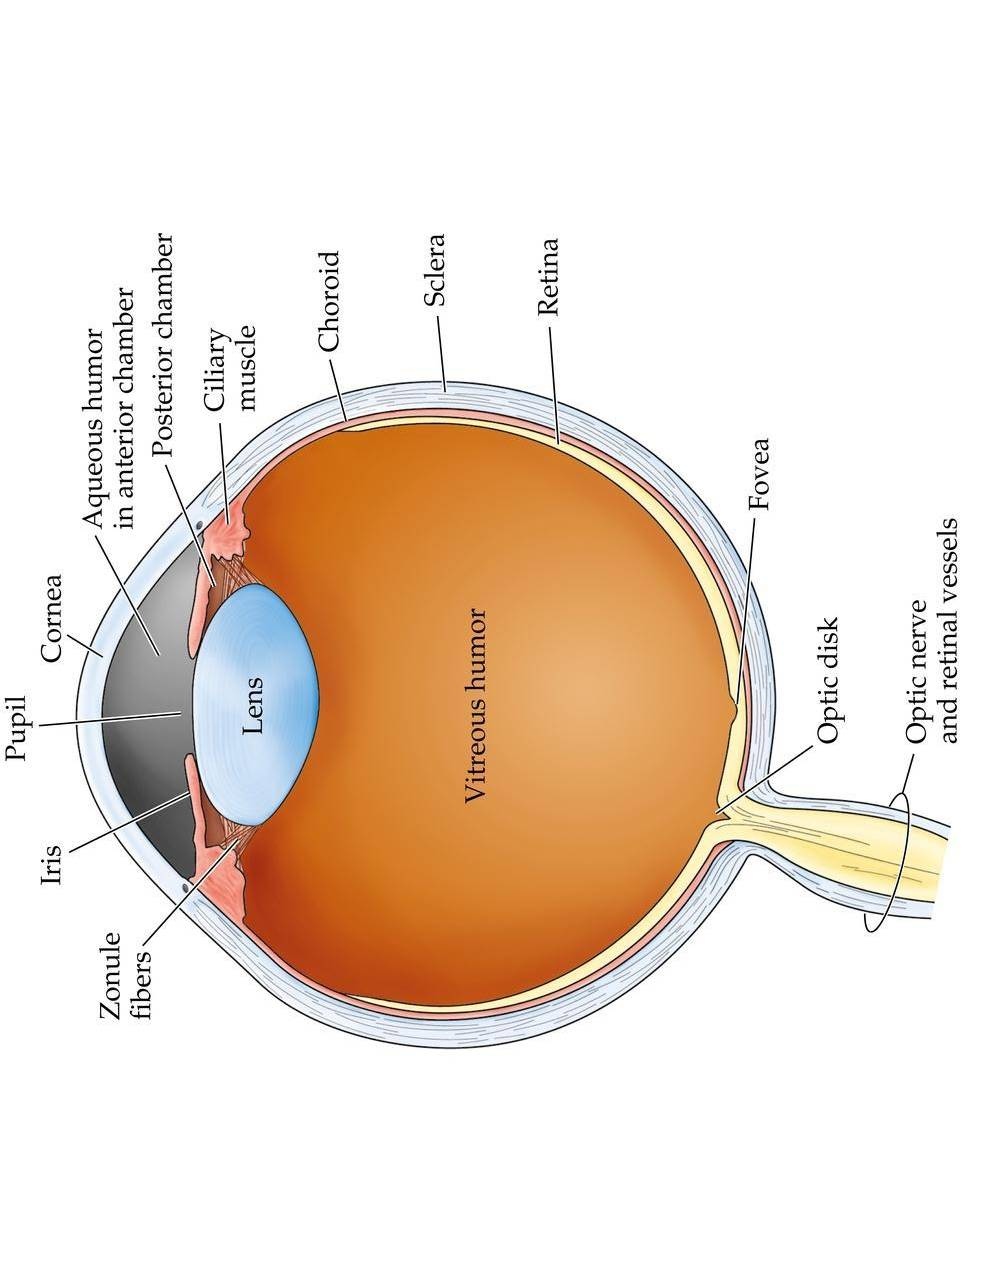 Pupil
Cornea
Aqueous humor
in anterior chamber
Posterior chamber
Ciliary
muscle
Choroid
Sclera
Retina
Iris
Zonule
fibers
Lens
Vitreous humor
Fovea
Optic disk
Optic nerve
and retinal vessels